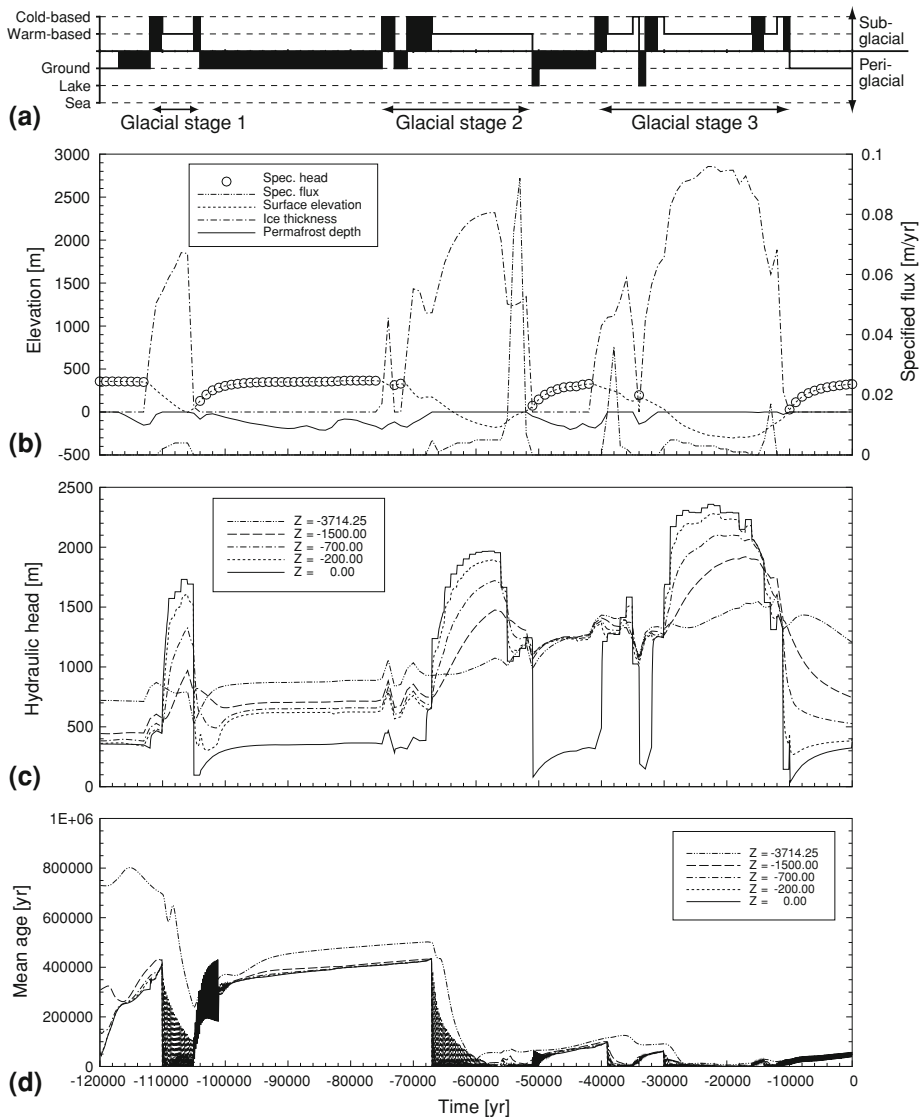 Cold-based
Warm-based
Ground
Lake
Sea
Sub-
glacial
Peri-
glacial
(a)
Glacial stage 1
Glacial stage 2
Glacial stage 3
3000
2500
2000
1500
1000
500
0
-500
Elevation [m]
Spec. head
Spec. flux
Surface elevation
Ice thickness
Permafrost depth
0.1
0.08
0.06
0.04
0.02
0
Specified flux [m/yr]
(b)
2500
2000
1500
1000
500
0
Hydraulic head [m]
Z = -3714.25
Z = -1500.00
Z = -700.00
Z = -200.00
Z = 0.00
(c)
1E+06
800000
600000
400000
200000
0
Mean age [yr]
Z = -3714.25
Z = -1500.00
Z = -700.00
Z = -200.00
Z = 0.00
(d)
-120000 -110000 -100000 -90000 -80000 -70000 -60000 -50000 -40000 -30000 -20000 -10000 0
Time [yr]